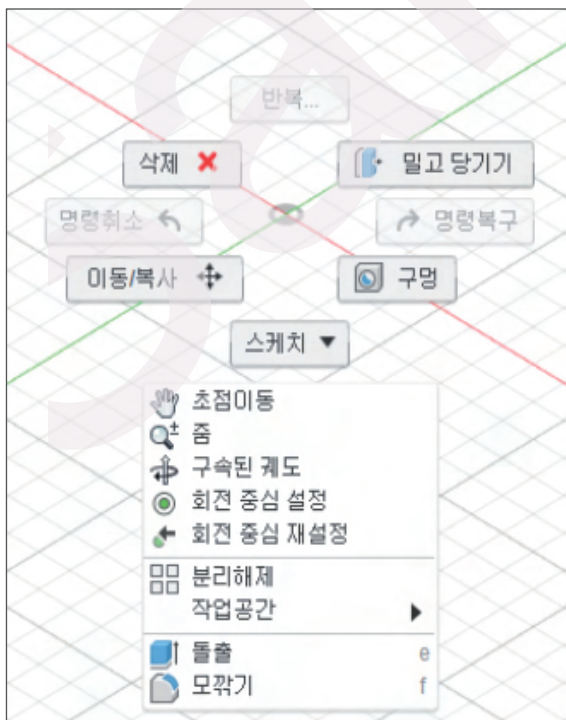 반복...
삭제 밀고 당기기
명령취소 명령복구
이동/복사 구멍
스케치
초점이동
줌
구속된 궤도
회전 중심 설정
회전 중심 재설정
분리해제
작업공간
돌출 e
모깎기 f